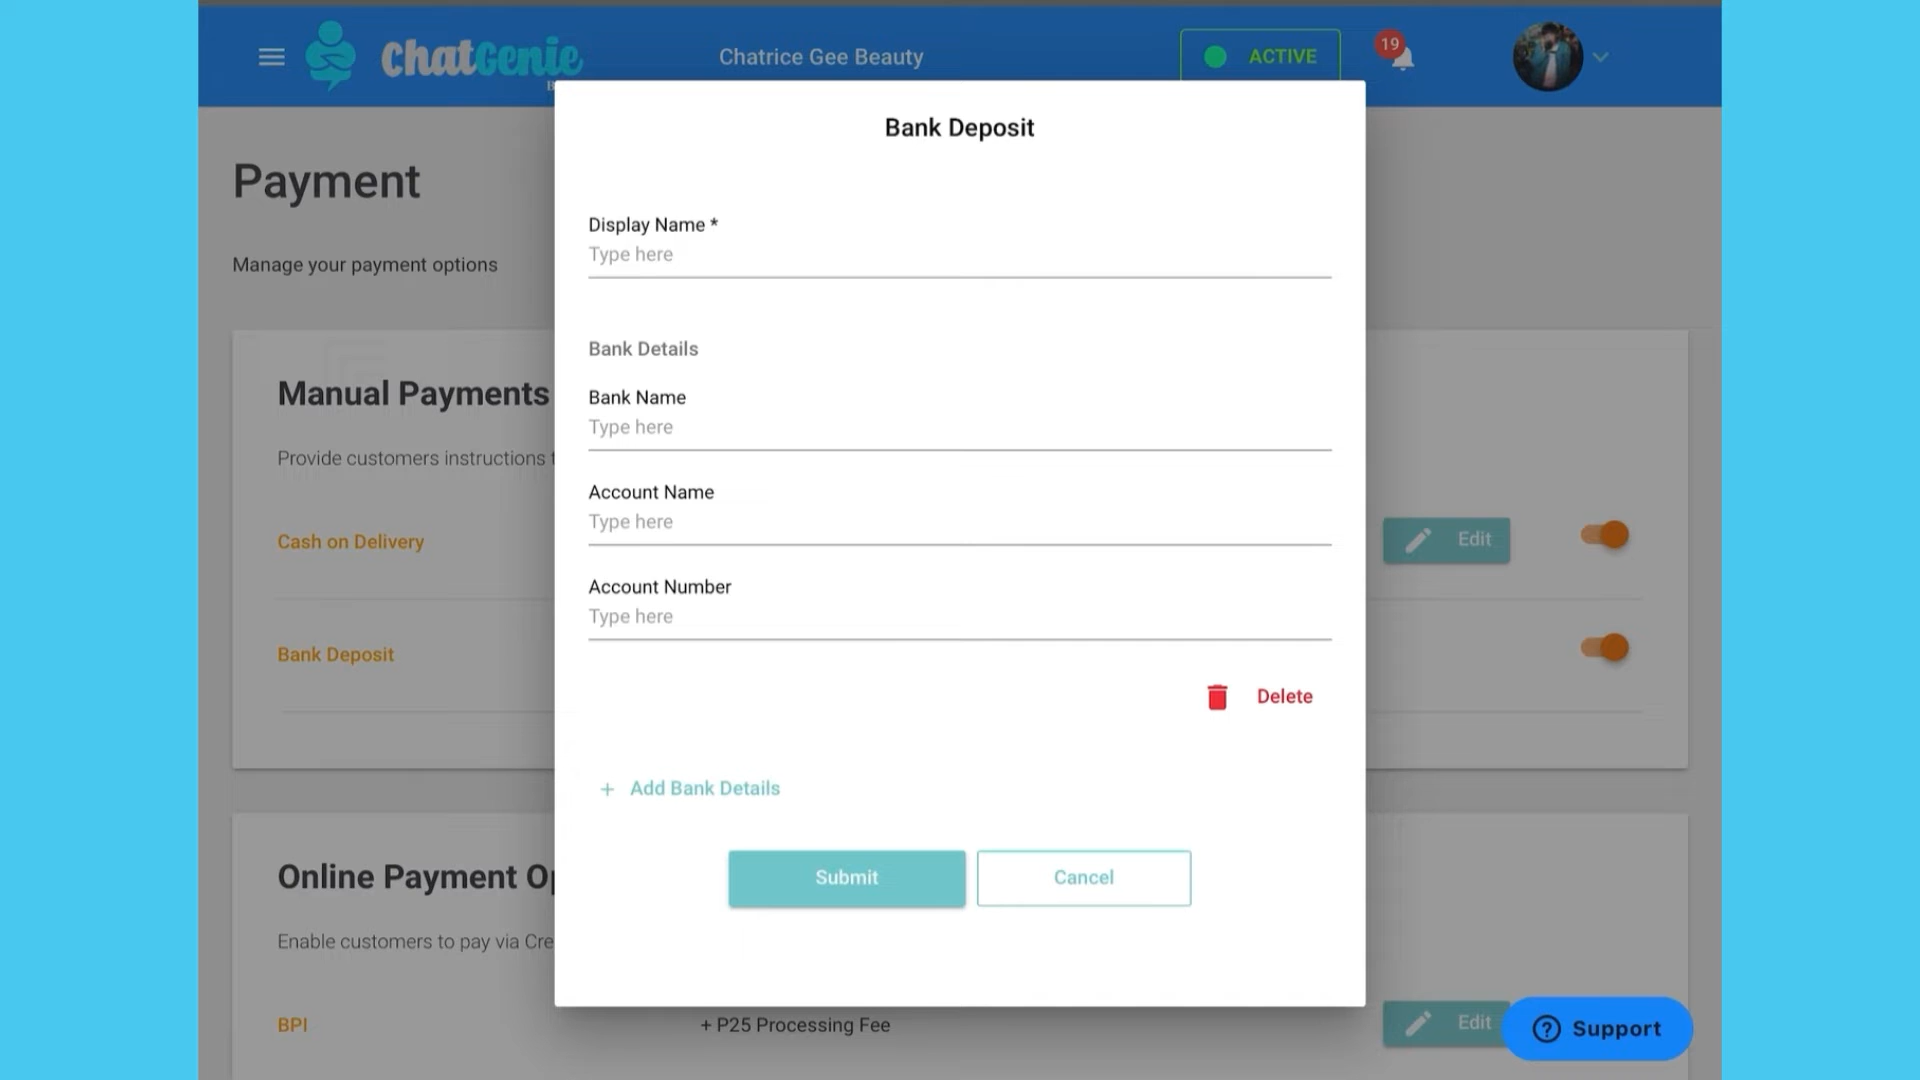 ChatGenie
Chatrice Gee Beauty
ACTIVE
19
B
Payment
Manage your payment options
Manual Payments
Provide customers instructions t
Cash on Delivery
Edit
Bank Deposit
Online Payment Op
Enable customers to pay via Cre
BPI
+ P25 Processing Fee
Edit
Support
Bank Deposit
Display Name *
Type here
Bank Details
Bank Name
Type here
Account Name
Type here
Account Number
Type here
Delete
+ Add Bank Details
Submit
Cancel